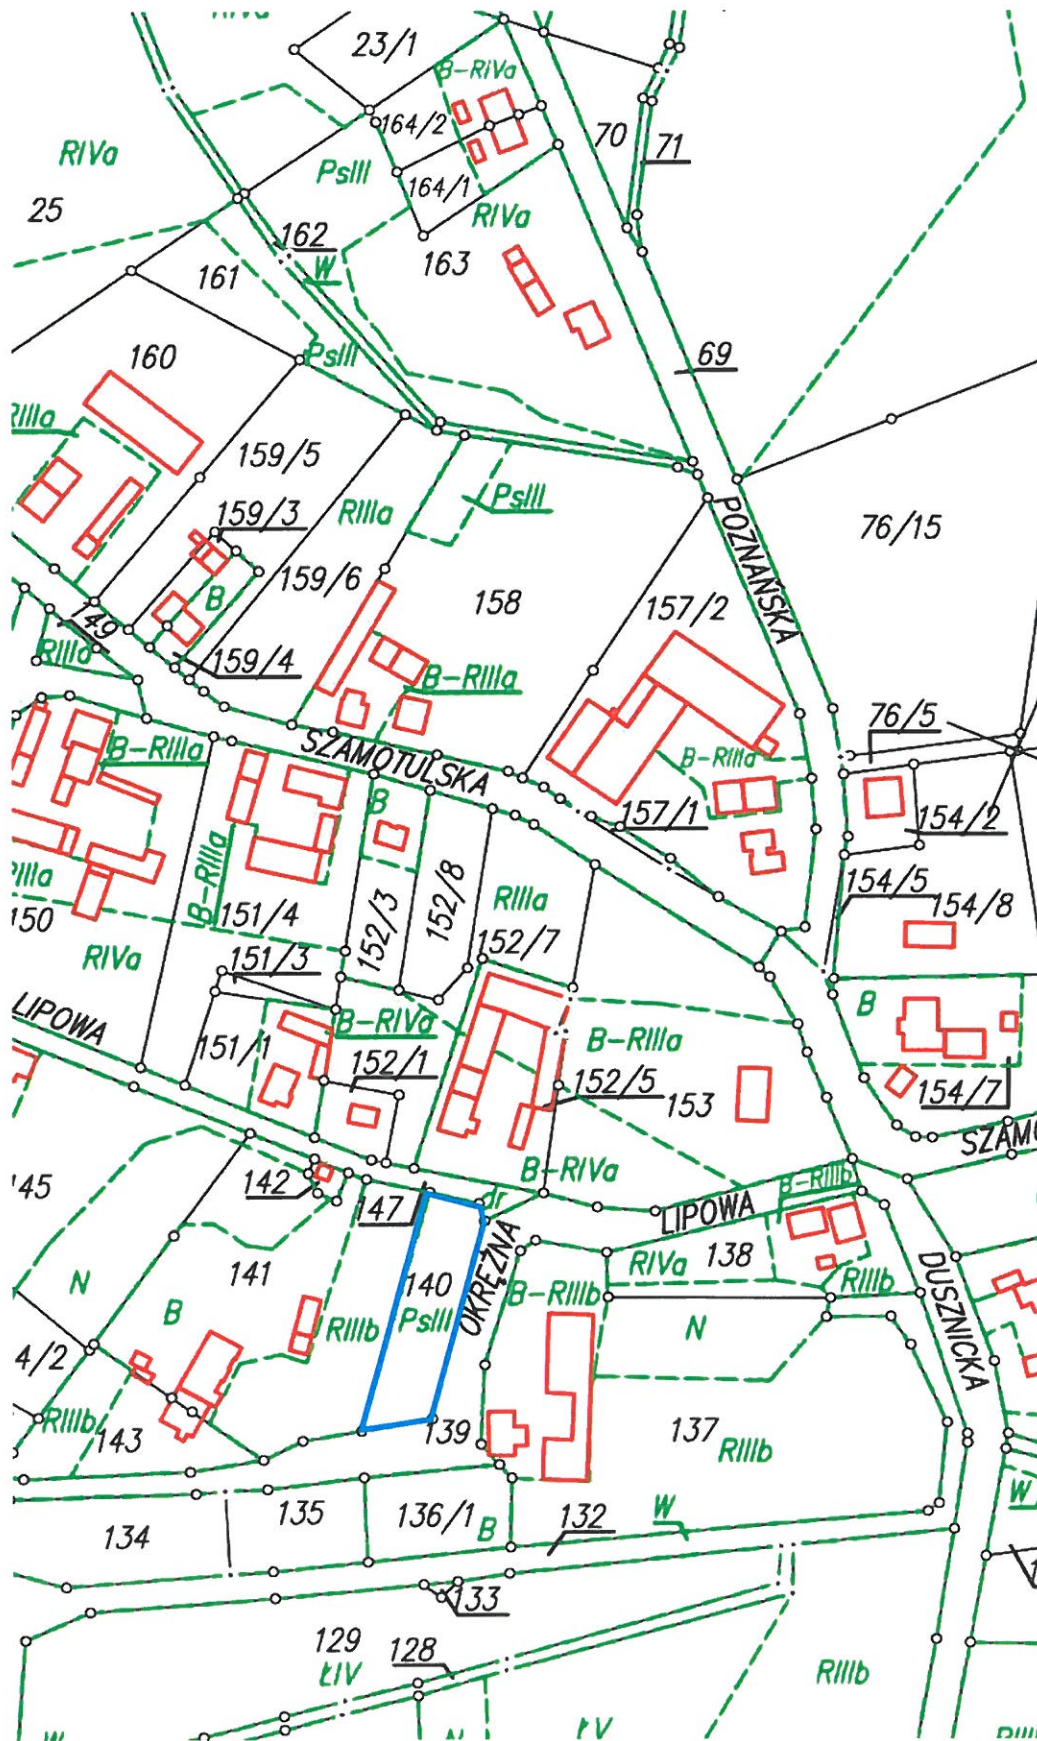 23/1
B-RIVa
70
71
164/2
RIVa
PsIII
164/1
RIVa
25
162
163
W
161
PsIII
160
69
RIIIa
159/5
PsIII
159/3
RIIIa
POZNAŃSKA
76/15
159/6
158
157/2
B
149
RIIIa
159/4
B-RIIIa
76/5
SZAMOTULSKA
B-RIIIa
B-RIIIa
B
157/1
154/2
B-RIIIa
154/5
154/8
150
151/4
152/3
152/8
RIIIa
152/7
RIVa
151/3
LIPOWA
B-RIVa
B
151/1
B-RIIIa
152/1
152/5
153
154/7
B-RIVa
142
147
dr
LIPOWA
B-RIIIb
141
140
OKRĘŻNA
RIVa
138
N
B-RIIIb
RIIIb
DUSZNICKA
B
RIIIb
PsIII
N
4/2
RIIIb
143
139
137
RIIIb
134
135
136/1
B
132
W
W
133
129
128
ŁIV
RIIIb
N